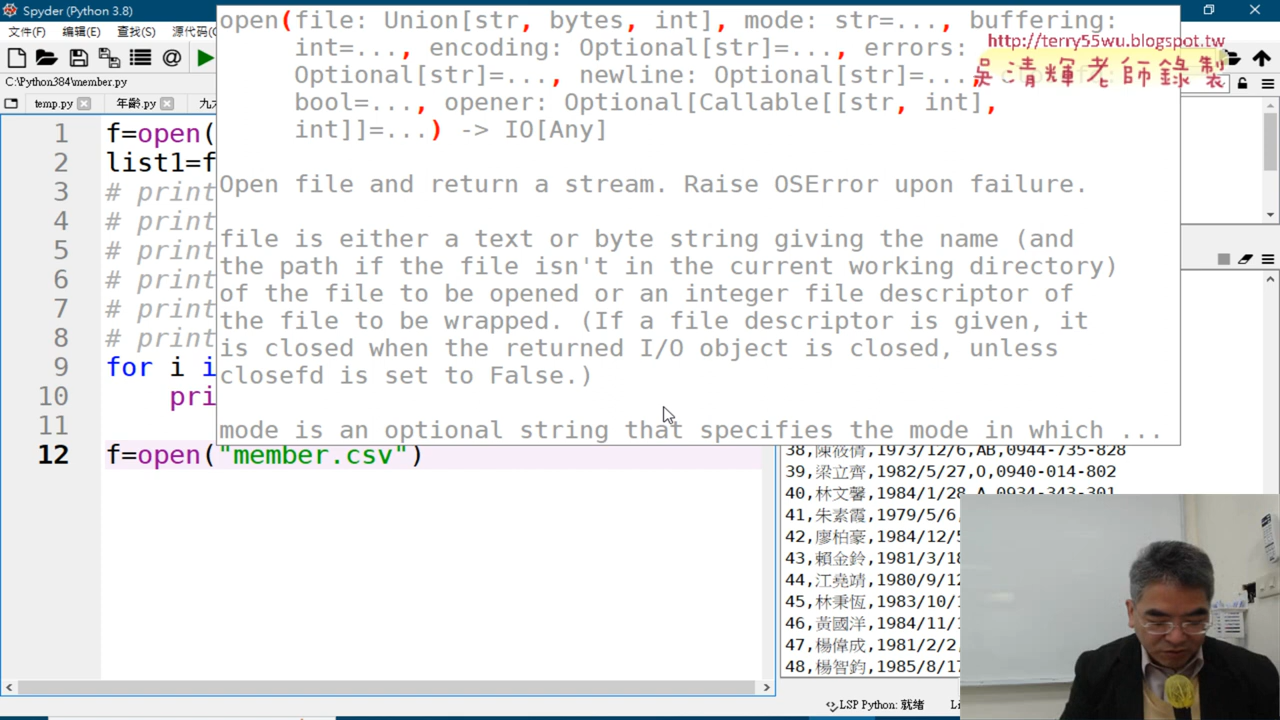 Spyder (Python 3.8)
文件(F) 编辑(E) 查找(S) 源代码(C
C:\Python384\member.py
temp.py 年齡.py 九
1 f=open(
2 list1=f
3 # print
4 # print
5 # print
6 # print
7 # print
8 # print
9 for i i
10 pri
11
12 f=open("member.csv")
open(file: Union[str, bytes, int], mode: str=..., buffering:
int=..., encoding: Optional[str]=..., errors:
Optional[str]=..., newline: Optional[str]=...,
bool=..., opener: Optional[Callable[[str, int],
int]]=...) -> IO[Any]
Open file and return a stream. Raise OSError upon failure.
file is either a text or byte string giving the name (and
the path if the file isn't in the current working directory)
of the file to be opened or an integer file descriptor of
the file to be wrapped. (If a file descriptor is given, it
is closed when the returned I/O object is closed, unless
closefd is set to False.)
mode is an optional string that specifies the mode in which ...
http://terry55wu.blogspot.tw
吳清輝老師錄製
38,陳筱倩,1973/12/6,AB,0944-735-828
39,梁立齊,1982/5/27,O,0940-014-802
40,林文馨,1984/1/28,A,0934-343-301
41,朱素霞,1979/5/6,
42,廖柏豪,1984/12/5
43,賴金鈴,1981/3/18
44,江堯靖,1980/9/12
45,林秉恆,1983/10/
46,黃國洋,1984/11/1
47,楊偉成,1981/2/2,
48,楊智鈞,1985/8/17
LSP Python: 就绪